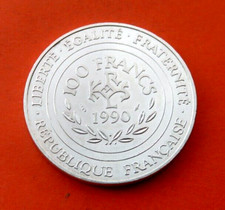 · LIBERTÉ · ÉGALITÉ · FRATERNITÉ ·
RÉPUBLIQUE FRANÇAISE
100 FRANCS
1990